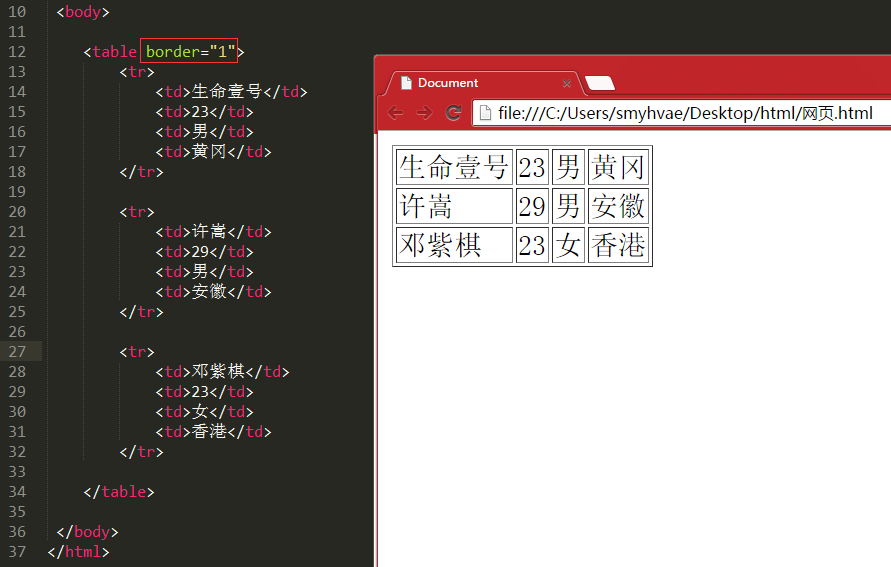 10 <body>
11
12 <table border="1">
13 <tr>
14 <td>生命壹号</td>
15 <td>23</td>
16 <td>男</td>
17 <td>黄冈</td>
18 </tr>
19
20 <tr>
21 <td>许嵩</td>
22 <td>29</td>
23 <td>男</td>
24 <td>安徽</td>
25 </tr>
26
27 <tr>
28 <td>邓紫棋</td>
29 <td>23</td>
30 <td>女</td>
31 <td>香港</td>
32 </tr>
33
34 </table>
35
36 </body>
37 </html>
Document
file:///C:/Users/smyhvae/Desktop/html/网页.html
生命壹号 23 男 黄冈
许嵩 29 男 安徽
邓紫棋 23 女 香港